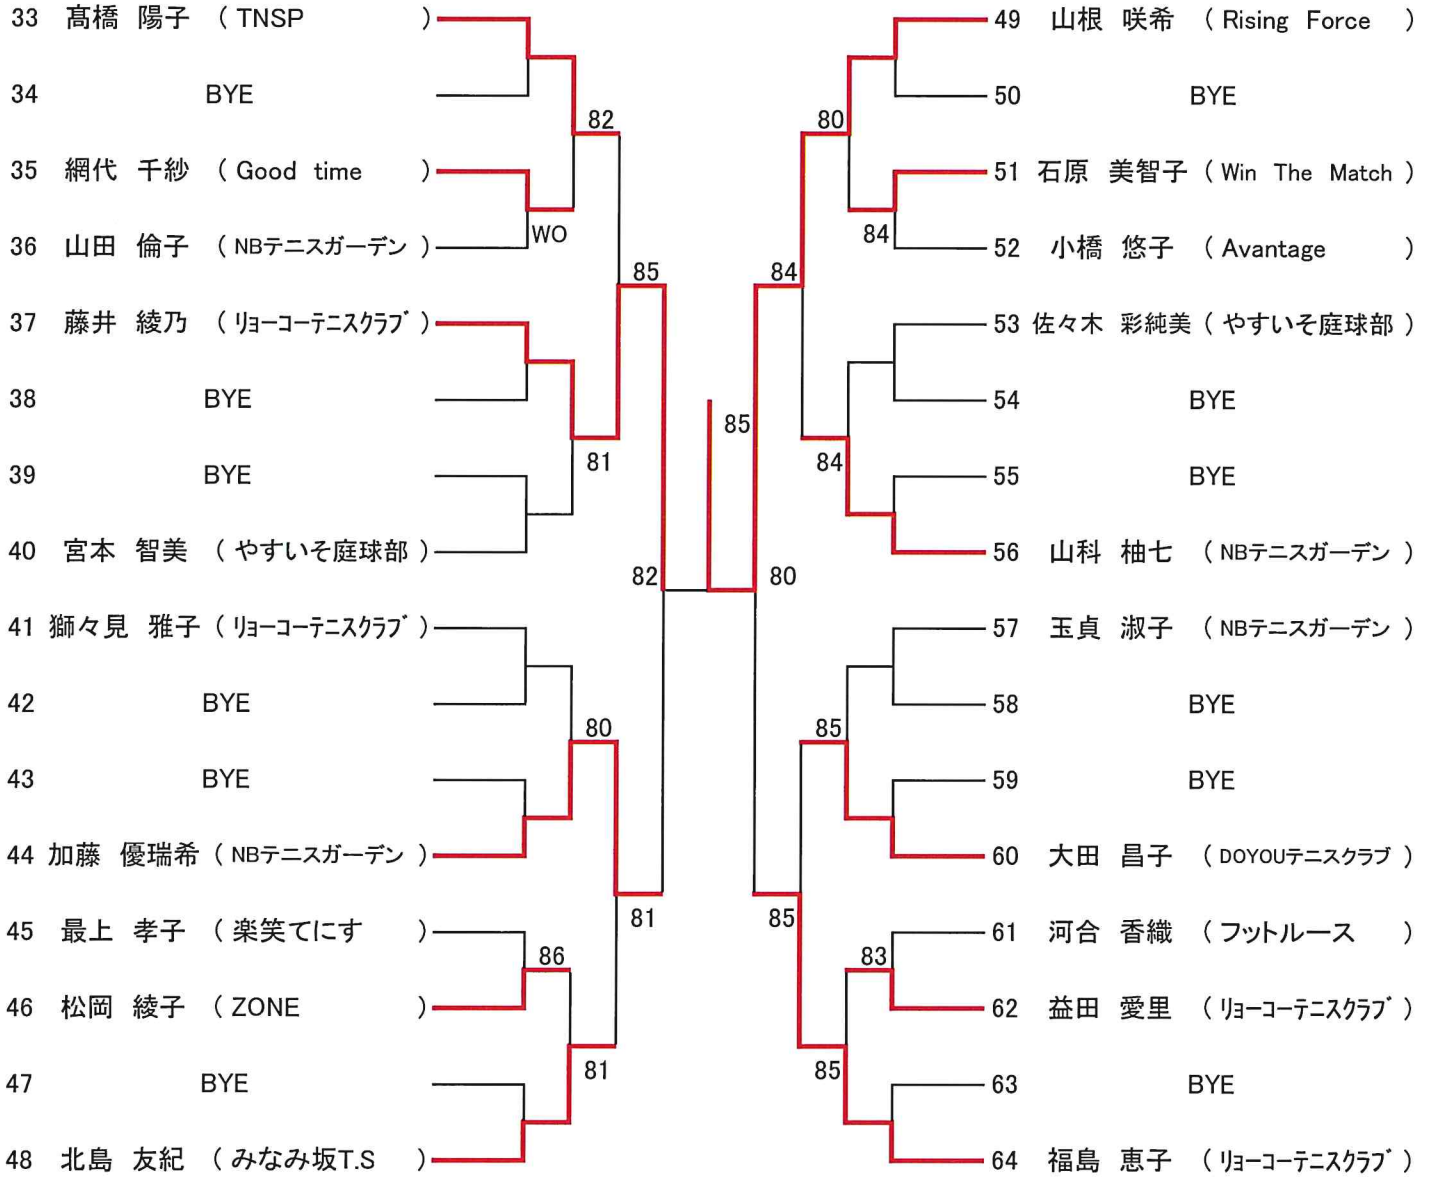 33 髙橋 陽子 ( TNSP )
34 BYE
82
35 網代 千紗 ( Good time )
WO
36 山田 倫子 ( NBテニスガーデン )
85
37 藤井 綾乃 ( ﾘｮｰｺｰﾃﾆｽｸﾗﾌﾞ )
38 BYE
81
39 BYE
40 宮本 智美 ( やすいそ庭球部 )
82
41 獅々見 雅子 ( ﾘｮｰｺｰﾃﾆｽｸﾗﾌﾞ )
42 BYE
80
43 BYE
44 加藤 優瑞希 ( NBテニスガーデン )
81
45 最上 孝子 ( 楽笑てにす )
86
46 松岡 綾子 ( ZONE )
81
47 BYE
48 北島 友紀 ( みなみ坂T.S )
49 山根 咲希 ( Rising Force )
50 BYE
80
51 石原 美智子 ( Win The Match )
84
52 小橋 悠子 ( Avantage )
84
53 佐々木 彩純美 ( やすいそ庭球部 )
54 BYE
85
84
55 BYE
56 山科 柚七 ( NBテニスガーデン )
80
57 玉貞 淑子 ( NBテニスガーデン )
58 BYE
85
59 BYE
60 大田 昌子 ( DOYOUテニスクラブ )
85
61 河合 香織 ( フットルース )
83
62 益田 愛里 ( ﾘｮｰｺｰﾃﾆｽｸﾗﾌﾞ )
85
63 BYE
64 福島 恵子 ( ﾘｮｰｺｰﾃﾆｽｸﾗﾌﾞ )